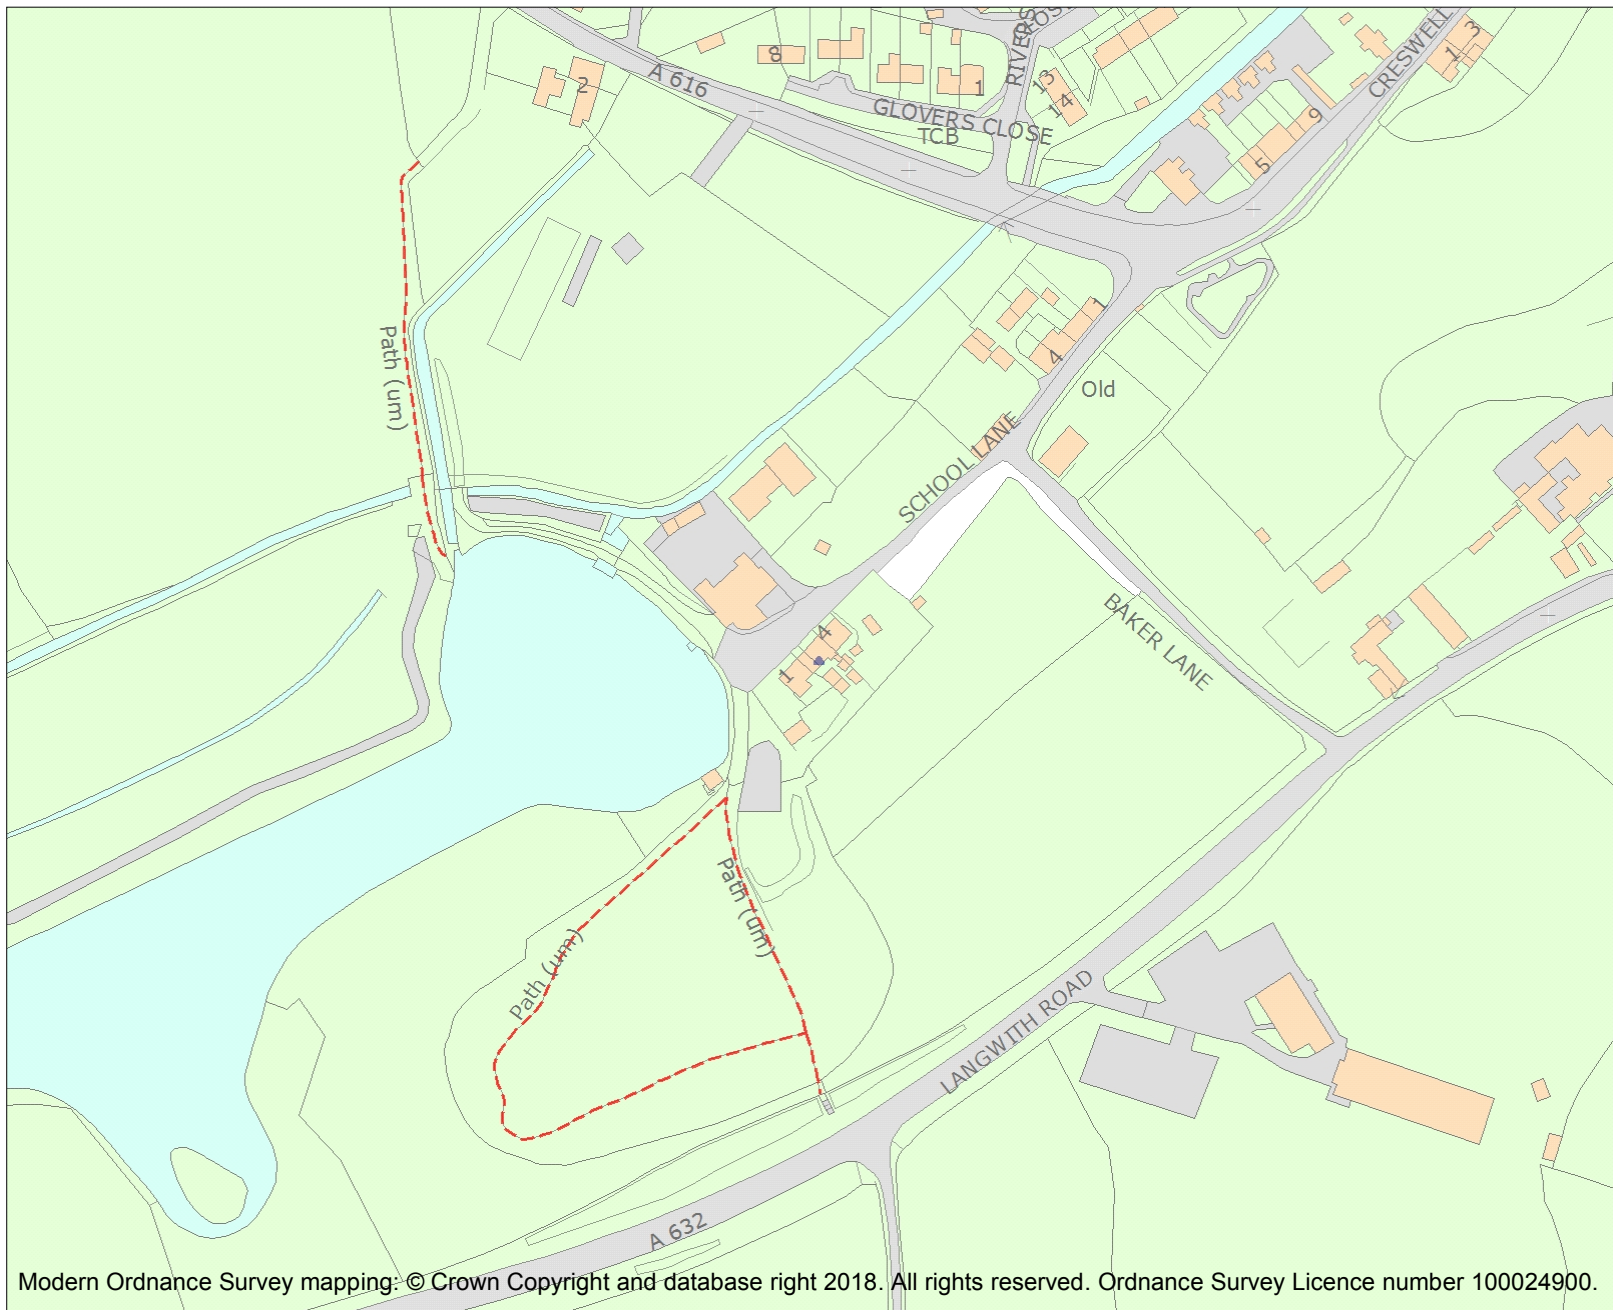 RIVERS
CLOSE
CRESWELL
3
1
A 616
8
2
1
13
14
GLOVERS CLOSE
TCB
9
5
Path (um)
1
4
Old
SCHOOL LANE
BAKER LANE
4
1
Path (um)
Path (um)
LANGWITH ROAD
A 632
Modern Ordnance Survey mapping: © Crown Copyright and database right 2018. All rights reserved. Ordnance Survey Licence number 100024900.